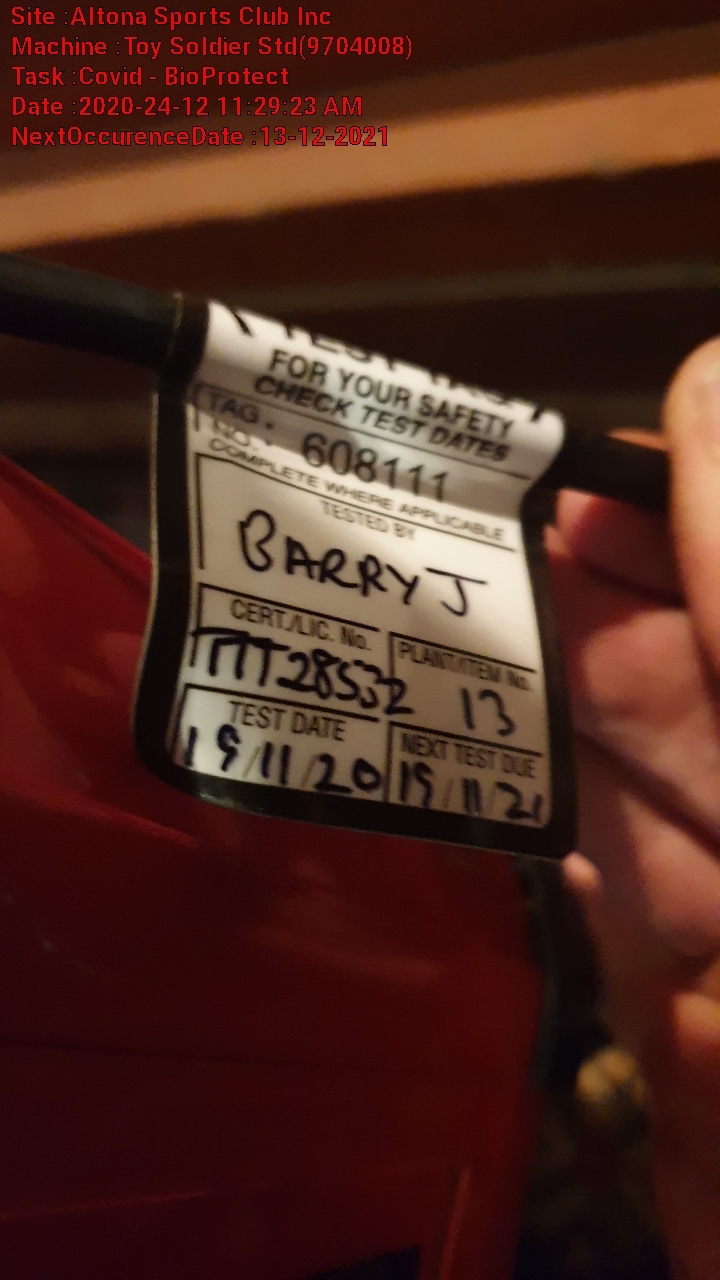 Site :Altona Sports Club Inc
Machine :Toy Soldier Std(9704008)
Task :Covid - BioProtect
Date :2020-24-12 11:29:23 AM
NextOccurenceDate :13-12-2021
FOR YOUR SAFETY
CHECK TEST DATES
TAG. NO. 608111
COMPLETE WHERE APPLICABLE
TESTED BY
BARRY J
CERT./LIC. No. PLANT/ITEM No.
TTT28532 13
TEST DATE NEXT TEST DUE
19/11/20 19/11/21